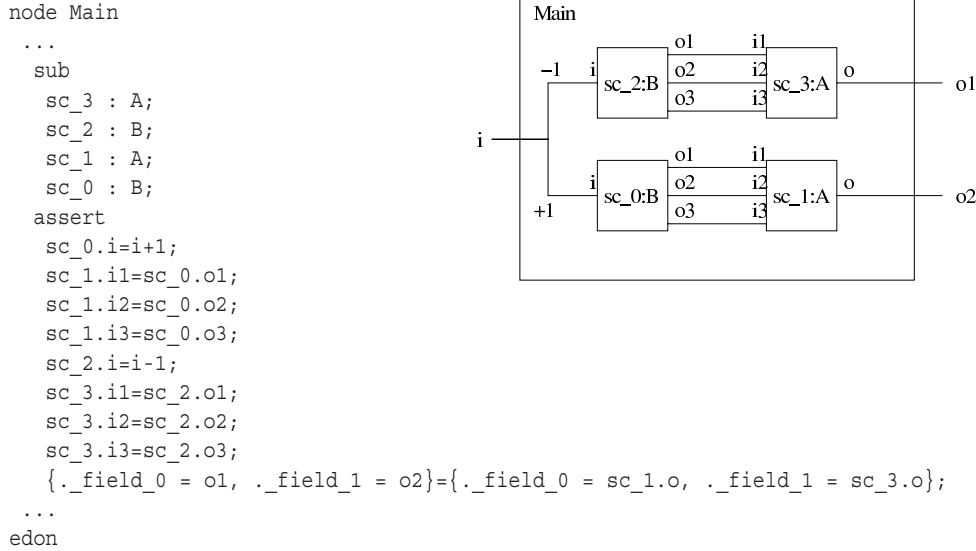 node Main
...
sub
sc_3 : A;
sc_2 : B;
sc_1 : A;
sc_0 : B;
assert
sc_0.i=i+1;
sc_1.i1=sc_0.o1;
sc_1.i2=sc_0.o2;
sc_1.i3=sc_0.o3;
sc_2.i=i-1;
sc_3.i1=sc_2.o1;
sc_3.i2=sc_2.o2;
sc_3.i3=sc_2.o3;
{._field_0 = o1, ._field_1 = o2}={._field_0 = sc_1.o, ._field_1 = sc_3.o};
...
edon
Main
o1 i1
−1 i sc_2:B o2 i2 sc_3:A o o1
o3 i3
i
o1 i1
i sc_0:B o2 i2 sc_1:A o o2
+1 o3 i3